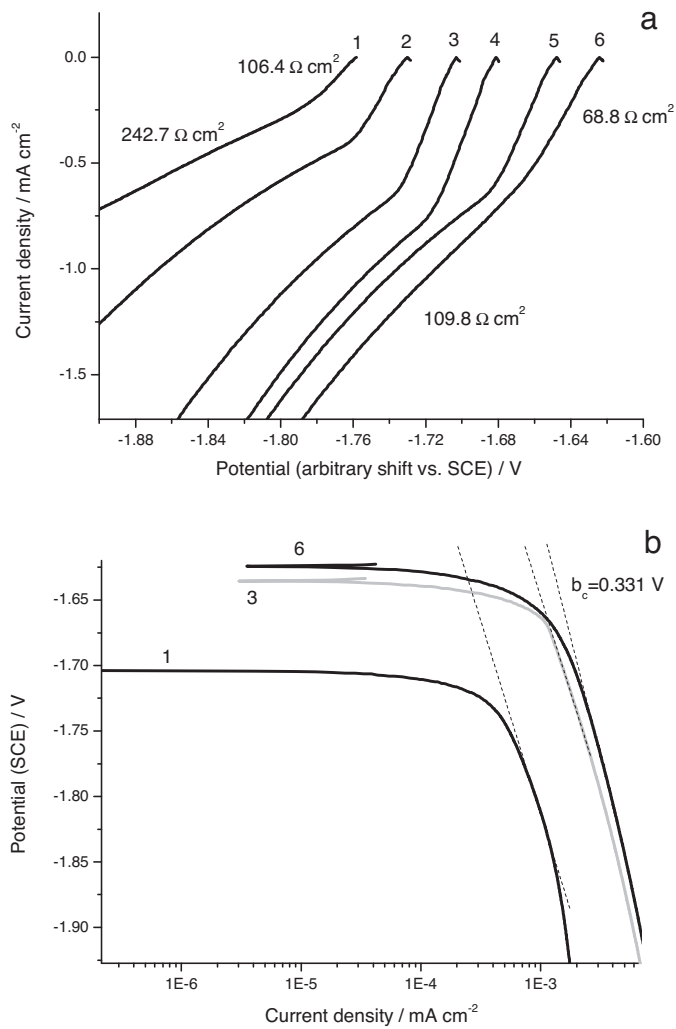 a
1 2 3 4 5 6
0.0
106.4 Ω cm²
68.8 Ω cm²
242.7 Ω cm²
-0.5
-1.0
109.8 Ω cm²
-1.5
Current density / mA cm⁻²
-1.88 -1.84 -1.80 -1.76 -1.72 -1.68 -1.64 -1.60
Potential (arbitrary shift vs. SCE) / V
b
6
b_c=0.331 V
3
1
-1.65
-1.70
-1.75
-1.80
-1.85
-1.90
Potential (SCE) / V
1E-6 1E-5 1E-4 1E-3
Current density / mA cm⁻²